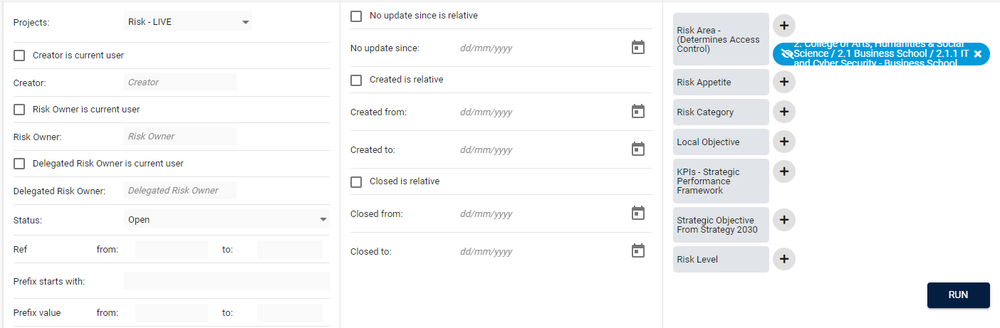 Projects:
Risk - LIVE
Creator is current user
Creator:
Creator
Risk Owner is current user
Risk Owner:
Risk Owner
Delegated Risk Owner is current user
Delegated Risk Owner:
Delegated Risk Owner
Status:
Open
Ref from: to:
Prefix starts with:
Prefix value from: to:
No update since is relative
No update since: dd/mm/yyyy
Created is relative
Created from: dd/mm/yyyy
Created to: dd/mm/yyyy
Closed is relative
Closed from: dd/mm/yyyy
Closed to: dd/mm/yyyy
Risk Area -
(Determines Access
Control)
2. College of Arts, Humanities & Social
Science / 2.1 Business School / 2.1.1 IT
and Cyber Security - Business School
Risk Appetite
Risk Category
Local Objective
KPIs - Strategic
Performance
Framework
Strategic Objective
From Strategy 2030
Risk Level
RUN